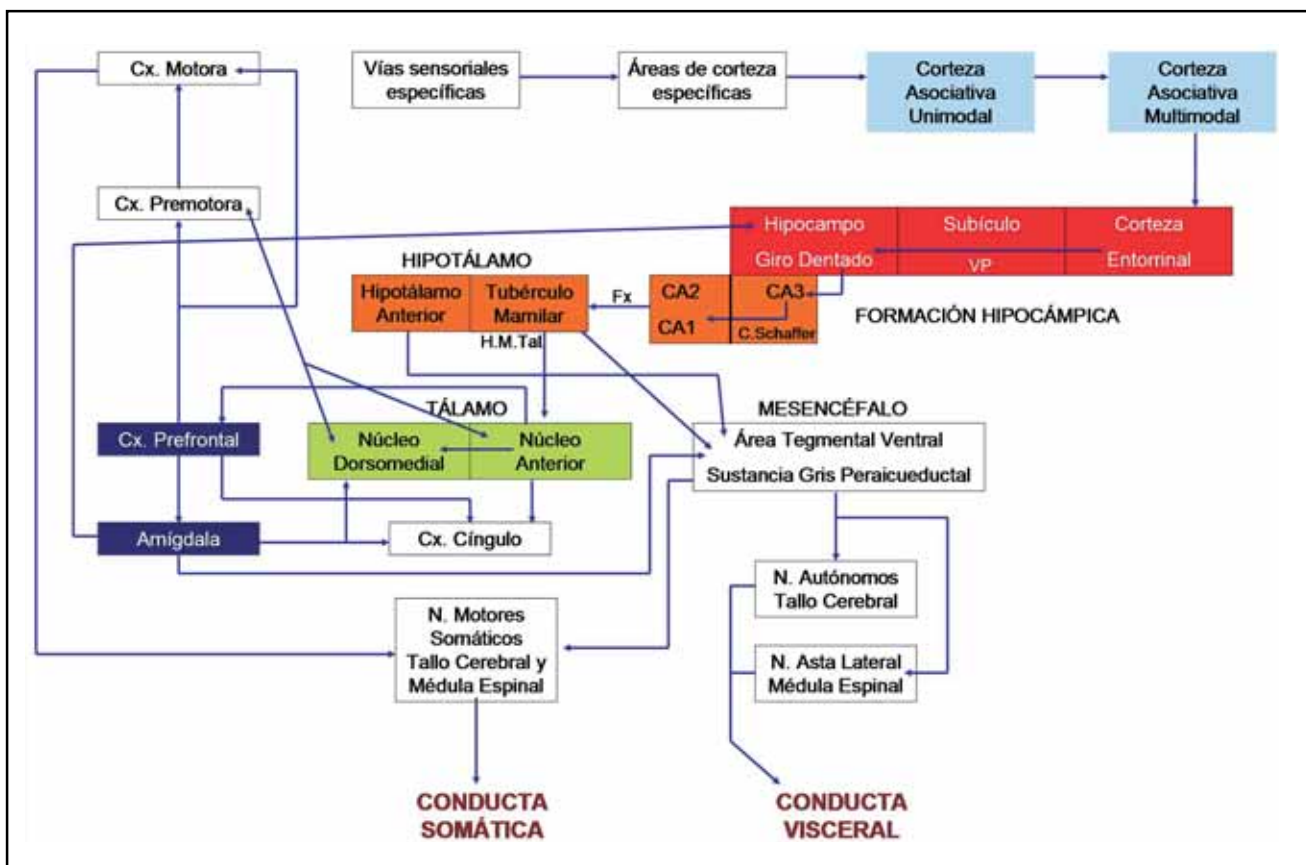 Cx. Motora
Vías sensoriales
específicas
Áreas de corteza
específicas
Corteza
Asociativa
Unimodal
Corteza
Asociativa
Multimodal
Cx. Premotora
Hipocampo
Giro Dentado
Subículo
VP
Corteza
Entorrinal
HIPOTÁLAMO
Hipotálamo
Anterior
Tubérculo
Mamilar
H.M.Tal
Fx
CA2
CA1
CA3
C.Schaffer
FORMACIÓN HIPOCÁMPICA
TÁLAMO
MESENCÉFALO
Cx. Prefrontal
Núcleo
Dorsomedial
Núcleo
Anterior
Área Tegmental Ventral
Sustancia Gris Peraicueductal
Amígdala
Cx. Cíngulo
N. Motores
Somáticos
Tallo Cerebral y
Médula Espinal
N. Autónomos
Tallo Cerebral
N. Asta Lateral
Médula Espinal
CONDUCTA
SOMÁTICA
CONDUCTA
VISCERAL